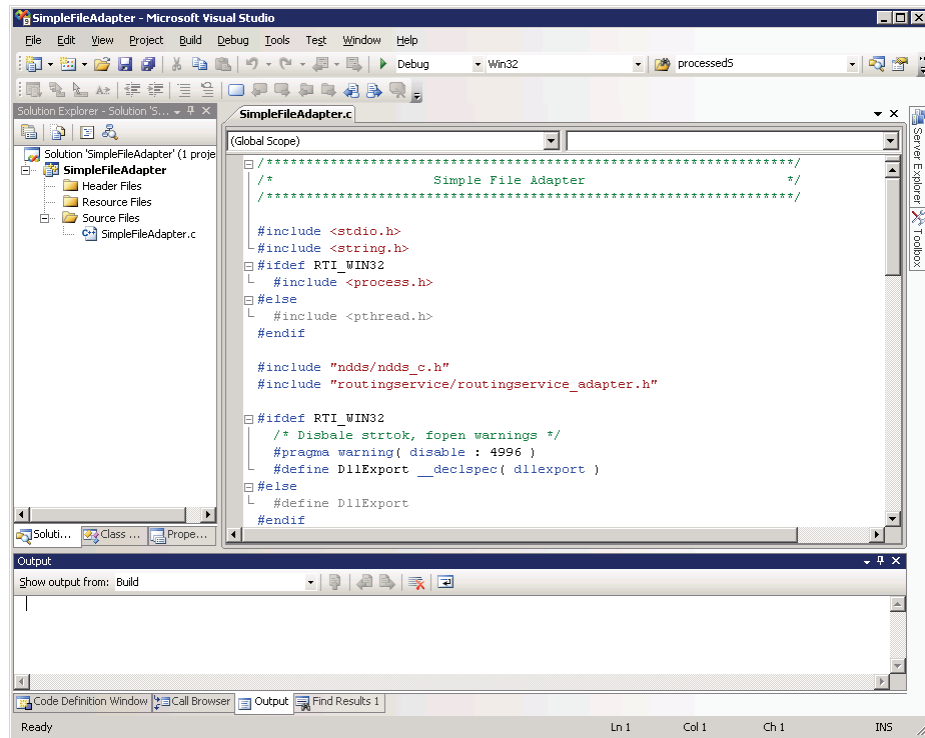 SimpleFileAdapter - Microsoft Visual Studio
File Edit View Project Build Debug Tools Test Window Help
Debug Win32 processedS
Solution Explorer - Solution 'S...
SimpleFileAdapter.c
Solution 'SimpleFileAdapter' (1 proje
SimpleFileAdapter
Header Files
Resource Files
Source Files
SimpleFileAdapter.c
(Global Scope)
/******************************************************************/
/* Simple File Adapter */
/******************************************************************/
#include <stdio.h>
#include <string.h>
#ifdef RTI_WIN32
#include <process.h>
#else
#include <pthread.h>
#endif
#include "ndds/ndds_c.h"
#include "routingservice/routingservice_adapter.h"
#ifdef RTI_WIN32
/* Disbale strtok, fopen warnings */
#pragma warning( disable : 4996 )
#define DllExport __declspec( dllexport )
#else
#define DllExport
#endif
Server Explorer
Toolbox
Soluti... Class ... Prope...
Output
Show output from: Build
Code Definition Window Call Browser Output Find Results 1
Ready Ln 1 Col 1 Ch 1 INS